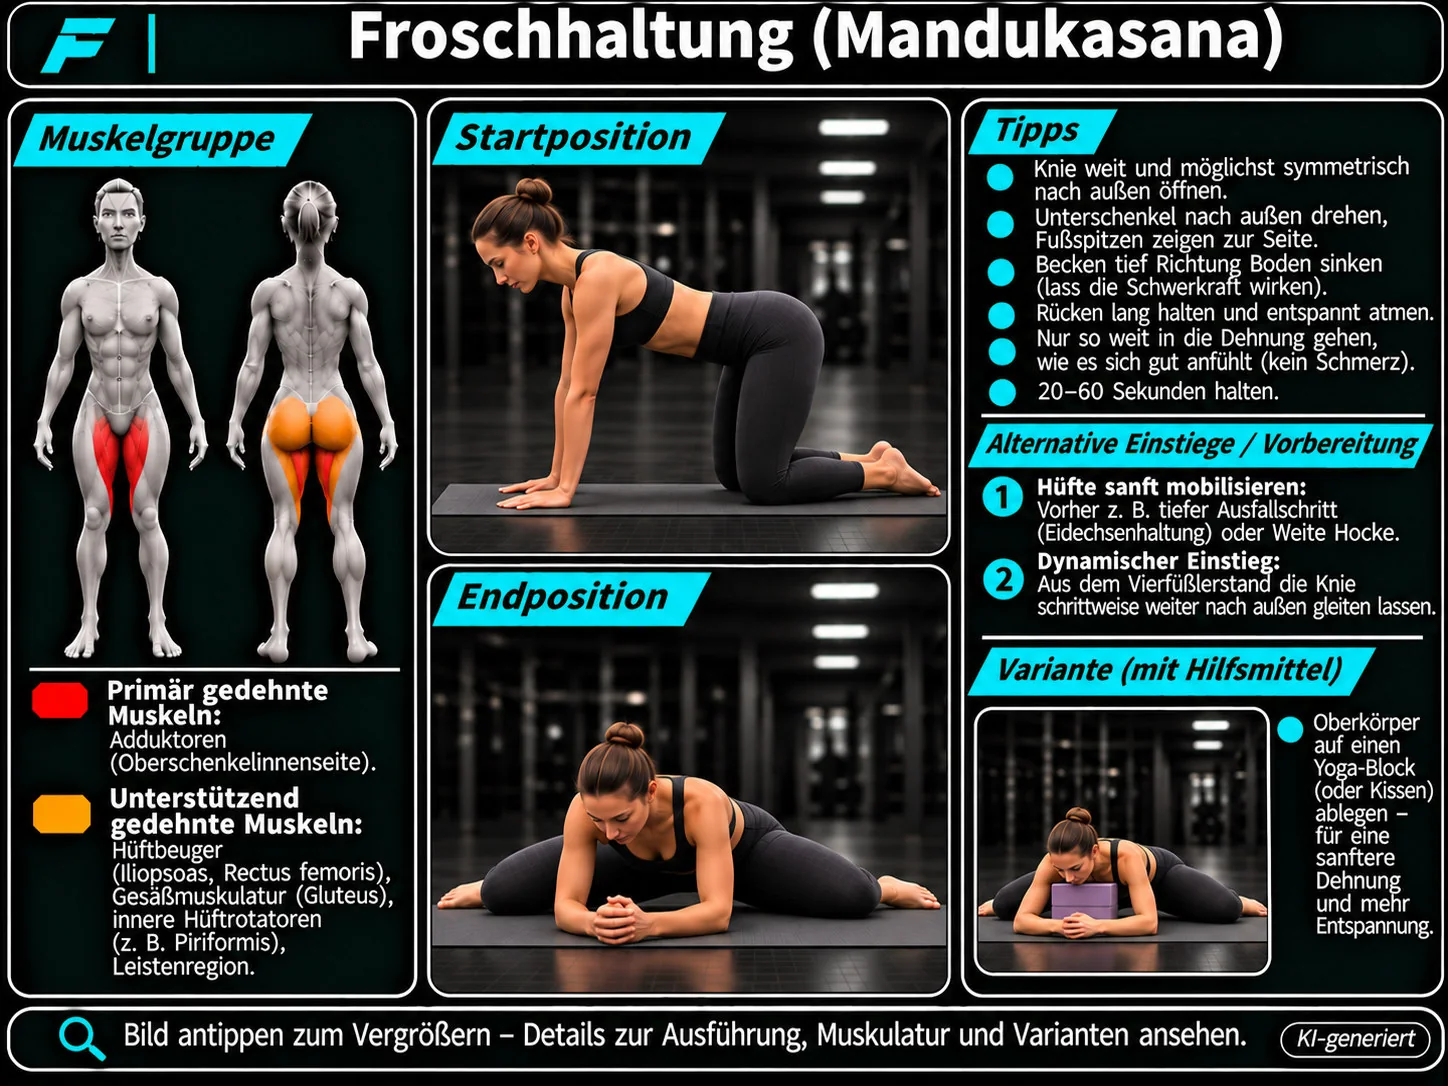 F
Froschhaltung (Mandukasana)
Muskelgruppe
Primär gedehnte
Muskeln:
Adduktoren
(Oberschenkelinnenseite).
Unterstützend
gedehnte Muskeln:
Hüftbeuger
(Iliopsoas, Rectus femoris),
Gesäßmuskulatur (Gluteus),
innere Hüftrotatoren
(z. B. Piriformis),
Leistenregion.
Startposition
Endposition
Tipps
Knie weit und möglichst symmetrisch
nach außen öffnen.
Unterschenkel nach außen drehen,
Fußspitzen zeigen zur Seite.
Becken tief Richtung Boden sinken
(lass die Schwerkraft wirken).
Rücken lang halten und entspannt atmen.
Nur so weit in die Dehnung gehen,
wie es sich gut anfühlt (kein Schmerz).
20–60 Sekunden halten.
Alternative Einstiege / Vorbereitung
1 Hüfte sanft mobilisieren:
Vorher z. B. tiefer Ausfallschritt
(Eidechsenhaltung) oder Weite Hocke.
2 Dynamischer Einstieg:
Aus dem Vierfüßlerstand die Knie
schrittweise weiter nach außen gleiten lassen.
Variante (mit Hilfsmittel)
Oberkörper
auf einen
Yoga-Block
(oder Kissen)
ablegen –
für eine
sanftere
Dehnung
und mehr
Entspannung.
Bild antippen zum Vergrößern – Details zur Ausführung, Muskulatur und Varianten ansehen.
KI-generiert